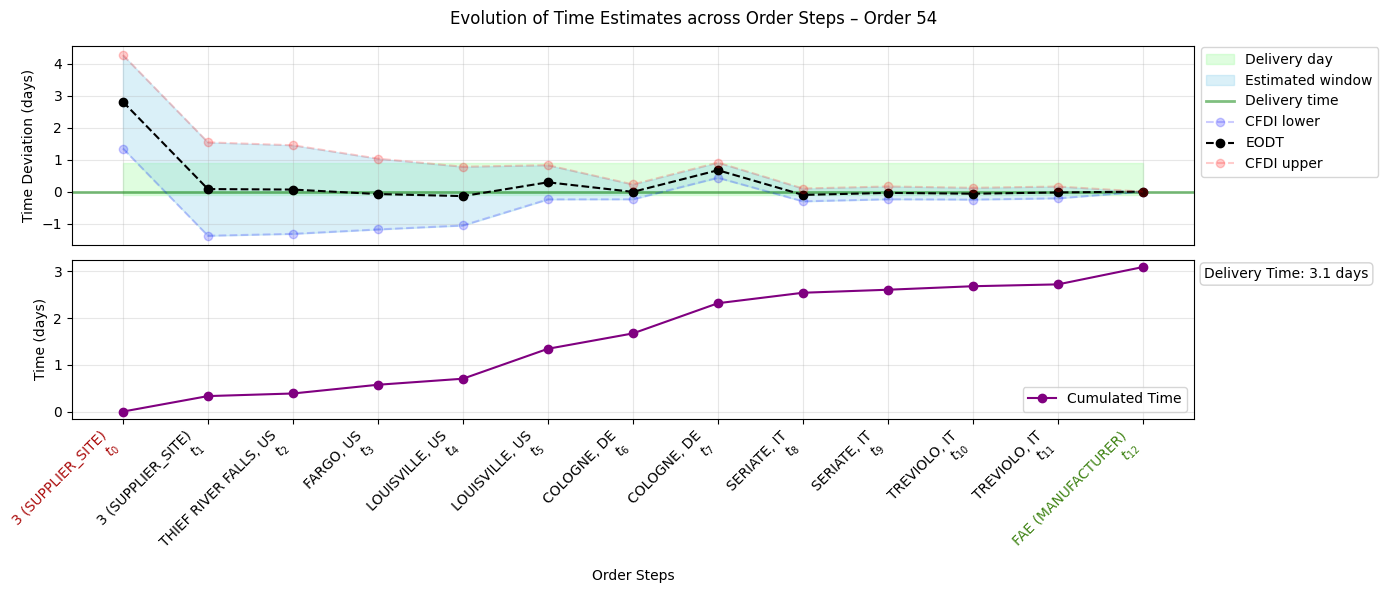 Evolution of Time Estimates across Order Steps – Order 54
Time Deviation (days)
4
3
2
1
0
−1
Delivery day
Estimated window
Delivery time
CFDI lower
EODT
CFDI upper
Time (days)
3
2
1
0
Cumulated Time
Delivery Time: 3.1 days
3 (SUPPLIER_SITE)
t₀
3 (SUPPLIER_SITE)
t₁
THIEF RIVER FALLS, US
t₂
FARGO, US
t₃
LOUISVILLE, US
t₄
LOUISVILLE, US
t₅
COLOGNE, DE
t₆
COLOGNE, DE
t₇
SERIATE, IT
t₈
SERIATE, IT
t₉
TREVIOLO, IT
t₁₀
TREVIOLO, IT
t₁₁
FAE (MANUFACTURER)
t₁₂
Order Steps